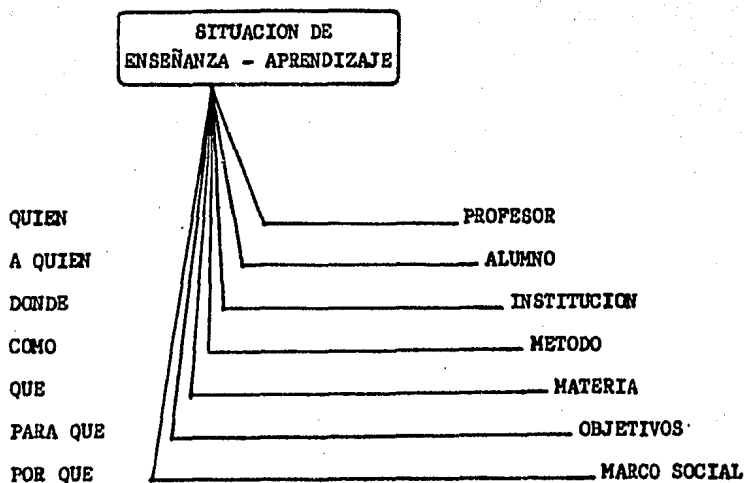 SITUACION DE
ENSEÑANZA - APRENDIZAJE
QUIEN PROFESOR
A QUIEN ALUMNO
DONDE INSTITUCION
COMO METODO
QUE MATERIA
PARA QUE OBJETIVOS
POR QUE MARCO SOCIAL